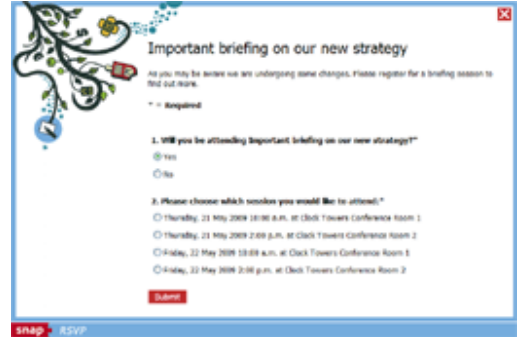 Important briefing on our new strategy
As you may be aware we are undergoing some changes. Please register for a briefing session to
find out more.
* = Required
1. Will you be attending Important briefing on our new strategy?*
Yes
No
2. Please choose which session you would like to attend:*
Thursday, 21 May 2009 10:00 a.m. at Clock Towers Conference Room 1
Thursday, 21 May 2009 2:00 p.m. at Clock Towers Conference Room 2
Friday, 22 May 2009 10:00 a.m. at Clock Towers Conference Room 1
Friday, 22 May 2009 2:00 p.m. at Clock Towers Conference Room 2
Submit
snap RSVP